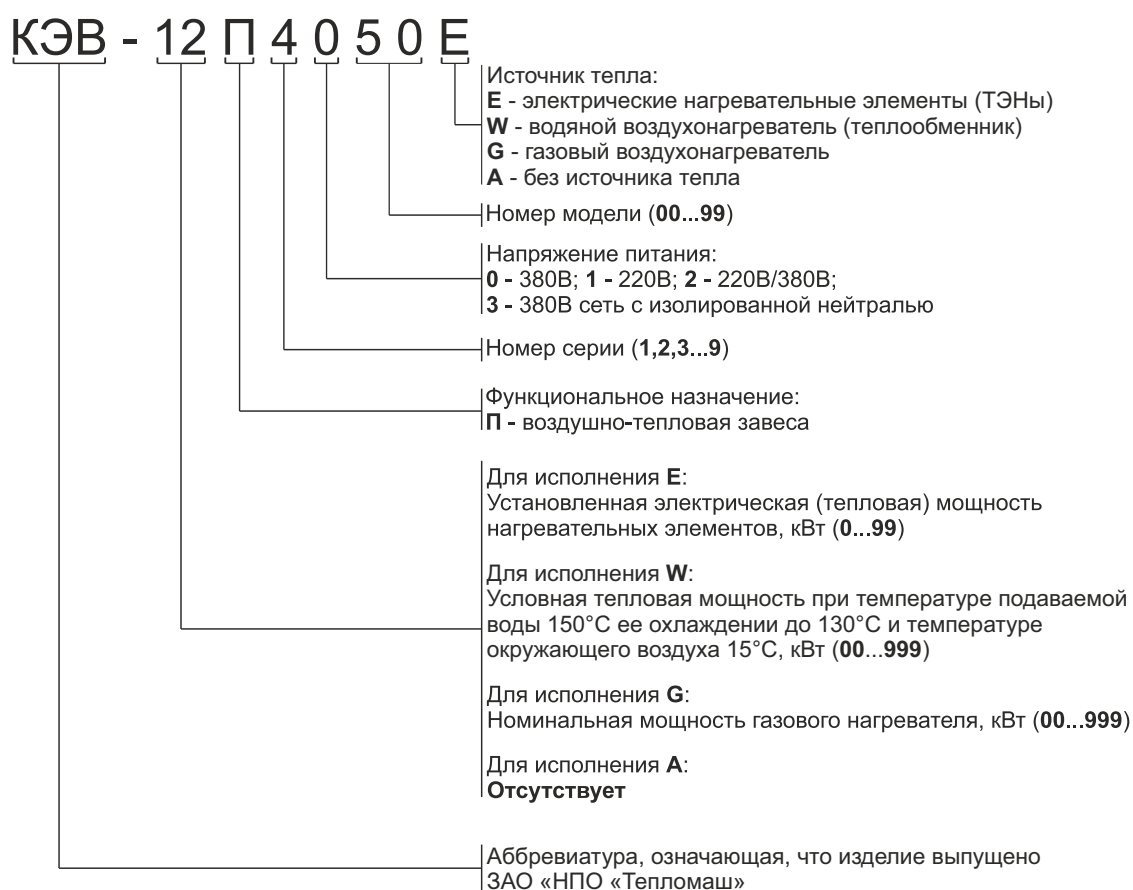 КЭВ - 12 П 4 0 5 0 Е
Источник тепла:
Е - электрические нагревательные элементы (ТЭНы)
W - водяной воздухонагреватель (теплообменник)
G - газовый воздухонагреватель
А - без источника тепла
Номер модели (00...99)
Напряжение питания:
0 - 380В; 1 - 220В; 2 - 220В/380В;
3 - 380В сеть с изолированной нейтралью
Номер серии (1,2,3...9)
Функциональное назначение:
П - воздушно-тепловая завеса
Для исполнения Е:
Установленная электрическая (тепловая) мощность
нагревательных элементов, кВт (0...99)
Для исполнения W:
Условная тепловая мощность при температуре подаваемой
воды 150°С ее охлаждении до 130°С и температуре
окружающего воздуха 15°С, кВт (00...999)
Для исполнения G:
Номинальная мощность газового нагревателя, кВт (00...999)
Для исполнения А:
Отсутствует
Аббревиатура, означающая, что изделие выпущено
ЗАО «НПО «Тепломаш»